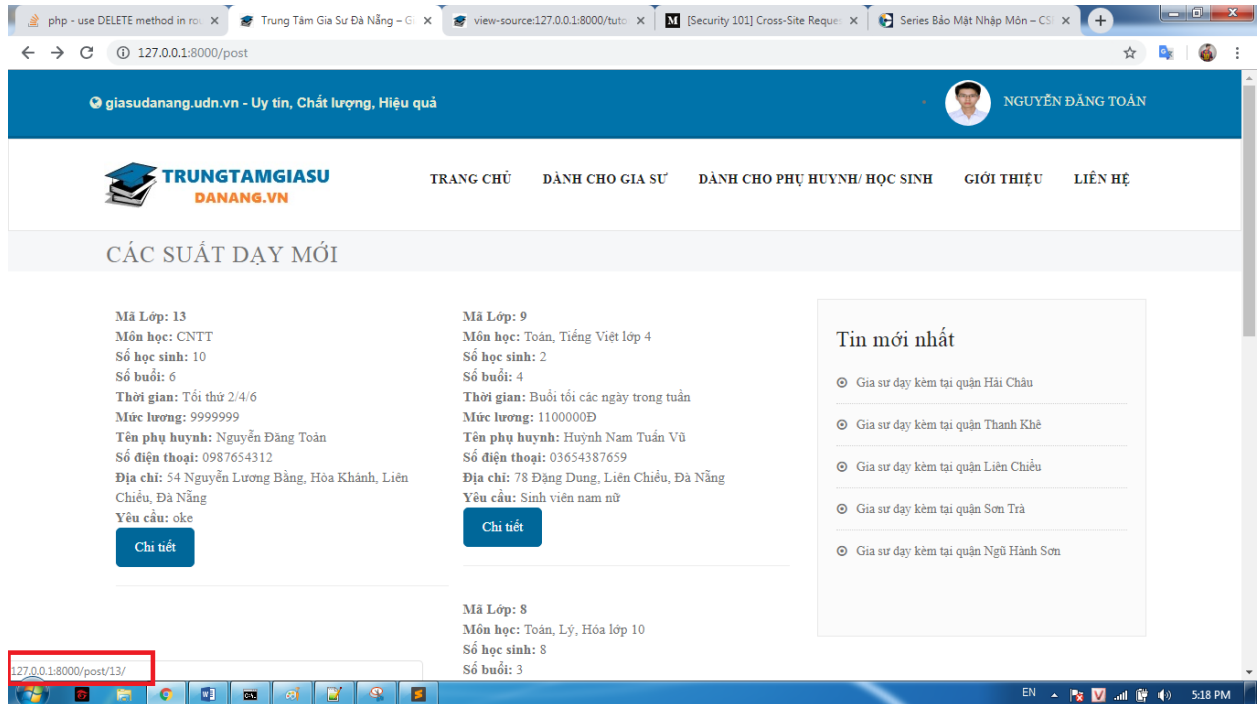 php - use DELETE method in rou
Trung Tâm Gia Sư Đà Nẵng – Gi
view-source:127.0.0.1:8000/tuto
[Security 101] Cross-Site Reques
Series Bảo Mật Nhập Môn – CS
127.0.0.1:8000/post
giasudanang.udn.vn - Uy tín, Chất lượng, Hiệu quả
NGUYỄN ĐĂNG TOẢN
TRUNGTAMGIASU
DANANG.VN
TRANG CHỦ
DÀNH CHO GIA SƯ
DÀNH CHO PHỤ HUYNH/ HỌC SINH
GIỚI THIỆU
LIÊN HỆ
CÁC SUẤT DẠY MỚI
Mã Lớp: 13
Môn học: CNTT
Số học sinh: 10
Số buổi: 6
Thời gian: Tối thứ 2/4/6
Mức lương: 9999999
Tên phụ huynh: Nguyễn Đăng Toản
Số điện thoại: 0987654312
Địa chỉ: 54 Nguyễn Lương Bằng, Hòa Khánh, Liên
Chiểu, Đà Nẵng
Yêu cầu: oke
Chi tiết
Mã Lớp: 9
Môn học: Toán, Tiếng Việt lớp 4
Số học sinh: 2
Số buổi: 4
Thời gian: Buổi tối các ngày trong tuần
Mức lương: 1100000Đ
Tên phụ huynh: Huỳnh Nam Tuấn Vũ
Số điện thoại: 03654387659
Địa chỉ: 78 Đặng Dung, Liên Chiểu, Đà Nẵng
Yêu cầu: Sinh viên nam nữ
Chi tiết
Mã Lớp: 8
Môn học: Toán, Lý, Hóa lớp 10
Số học sinh: 8
Số buổi: 3
Tin mới nhất
Gia sư dạy kèm tại quận Hải Châu
Gia sư dạy kèm tại quận Thanh Khê
Gia sư dạy kèm tại quận Liên Chiểu
Gia sư dạy kèm tại quận Sơn Trà
Gia sư dạy kèm tại quận Ngũ Hành Sơn
127.0.0.1:8000/post/13/
EN
5:18 PM